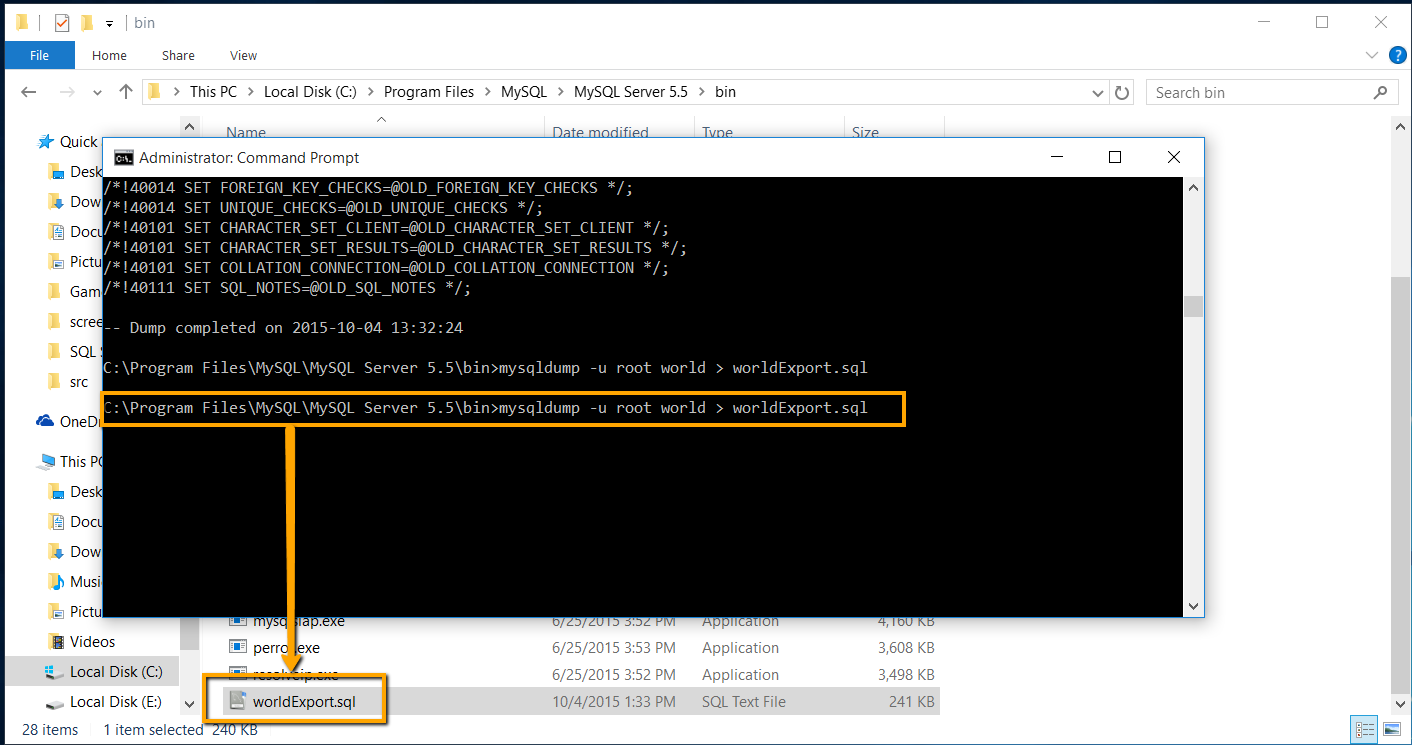 bin
File Home Share View
This PC > Local Disk (C:) > Program Files > MySQL > MySQL Server 5.5 > bin
Search bin
Name Date modified Type Size
Quick
Desk
Dow
Docu
Pictu
Gam
scree
SQL S
src
OneDr
This PC
Desk
Docu
Dow
Musi
Pictu
Videos
Local Disk (C:)
Local Disk (E:)
Administrator: Command Prompt
/*!40014 SET FOREIGN_KEY_CHECKS=@OLD_FOREIGN_KEY_CHECKS */;
/*!40014 SET UNIQUE_CHECKS=@OLD_UNIQUE_CHECKS */;
/*!40101 SET CHARACTER_SET_CLIENT=@OLD_CHARACTER_SET_CLIENT */;
/*!40101 SET CHARACTER_SET_RESULTS=@OLD_CHARACTER_SET_RESULTS */;
/*!40101 SET COLLATION_CONNECTION=@OLD_COLLATION_CONNECTION */;
/*!40111 SET SQL_NOTES=@OLD_SQL_NOTES */;
-- Dump completed on 2015-10-04 13:32:24
C:\Program Files\MySQL\MySQL Server 5.5\bin>mysqldump -u root world > worldExport.sql
C:\Program Files\MySQL\MySQL Server 5.5\bin>mysqldump -u root world > worldExport.sql
mysqlslap.exe 6/25/2015 3:52 PM Application 4,160 KB
perror.exe 6/25/2015 3:53 PM Application 3,608 KB
resolveip.exe 6/25/2015 3:52 PM Application 3,498 KB
worldExport.sql 10/4/2015 1:33 PM SQL Text File 241 KB
28 items 1 item selected 240 KB